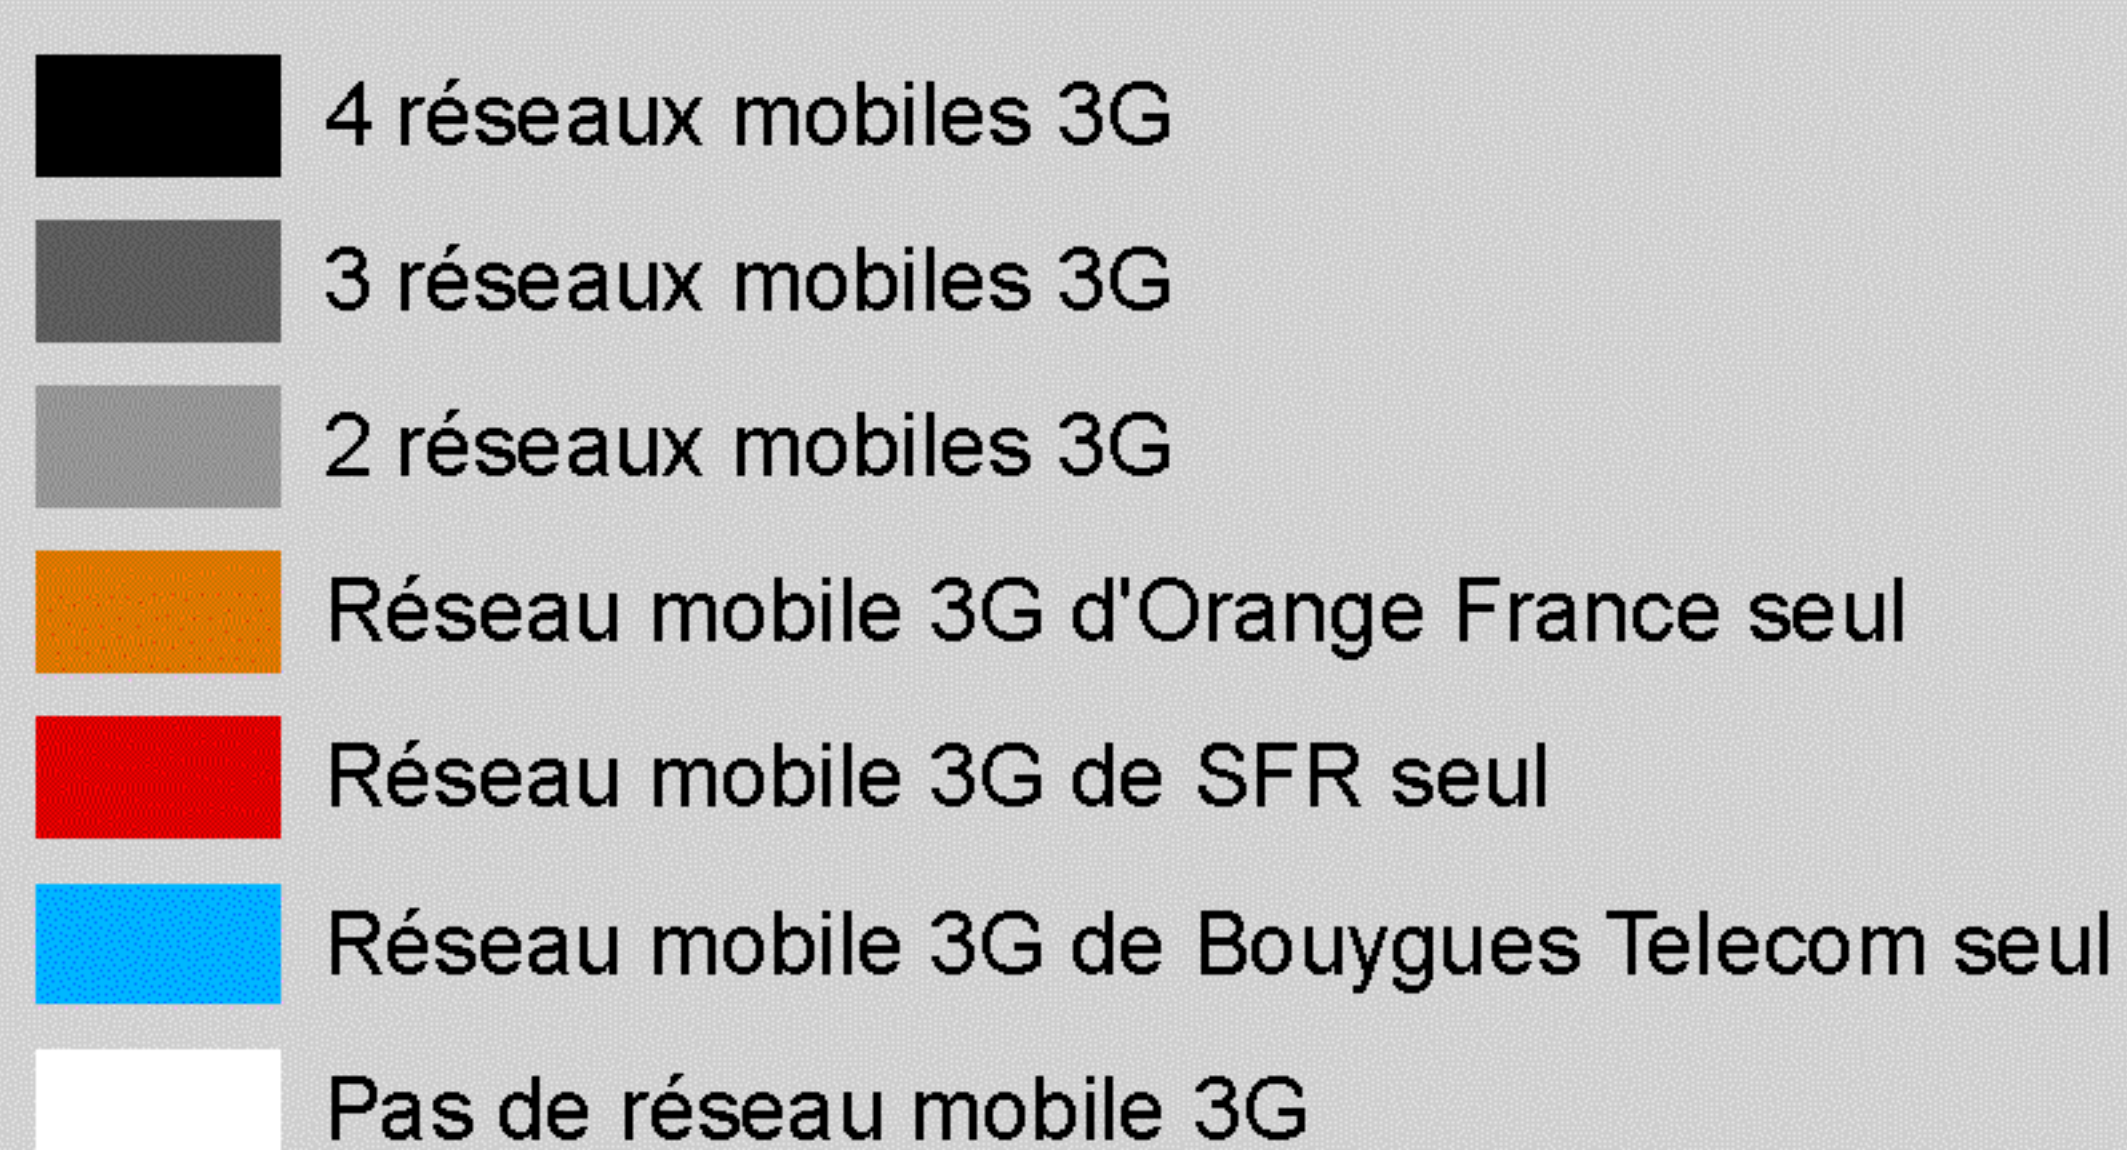 4 réseaux mobiles 3G
3 réseaux mobiles 3G
2 réseaux mobiles 3G
Réseau mobile 3G d'Orange France seul
Réseau mobile 3G de SFR seul
Réseau mobile 3G de Bouygues Telecom seul
Pas de réseau mobile 3G